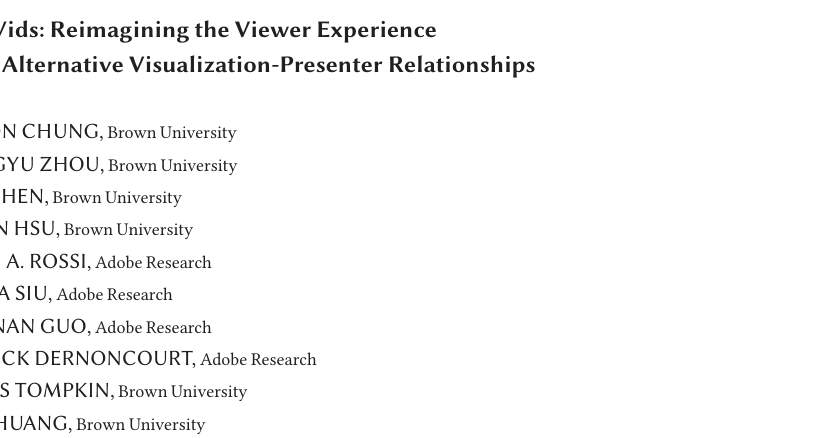 Vids: Reimagining the Viewer Experience
Alternative Visualization-Presenter Relationships
ON CHUNG, Brown University
GYU ZHOU, Brown University
HEN, Brown University
N HSU, Brown University
A. ROSSI, Adobe Research
A SIU, Adobe Research
NAN GUO, Adobe Research
CK DERNONCOURT, Adobe Research
S TOMPKIN, Brown University
HUANG, Brown University